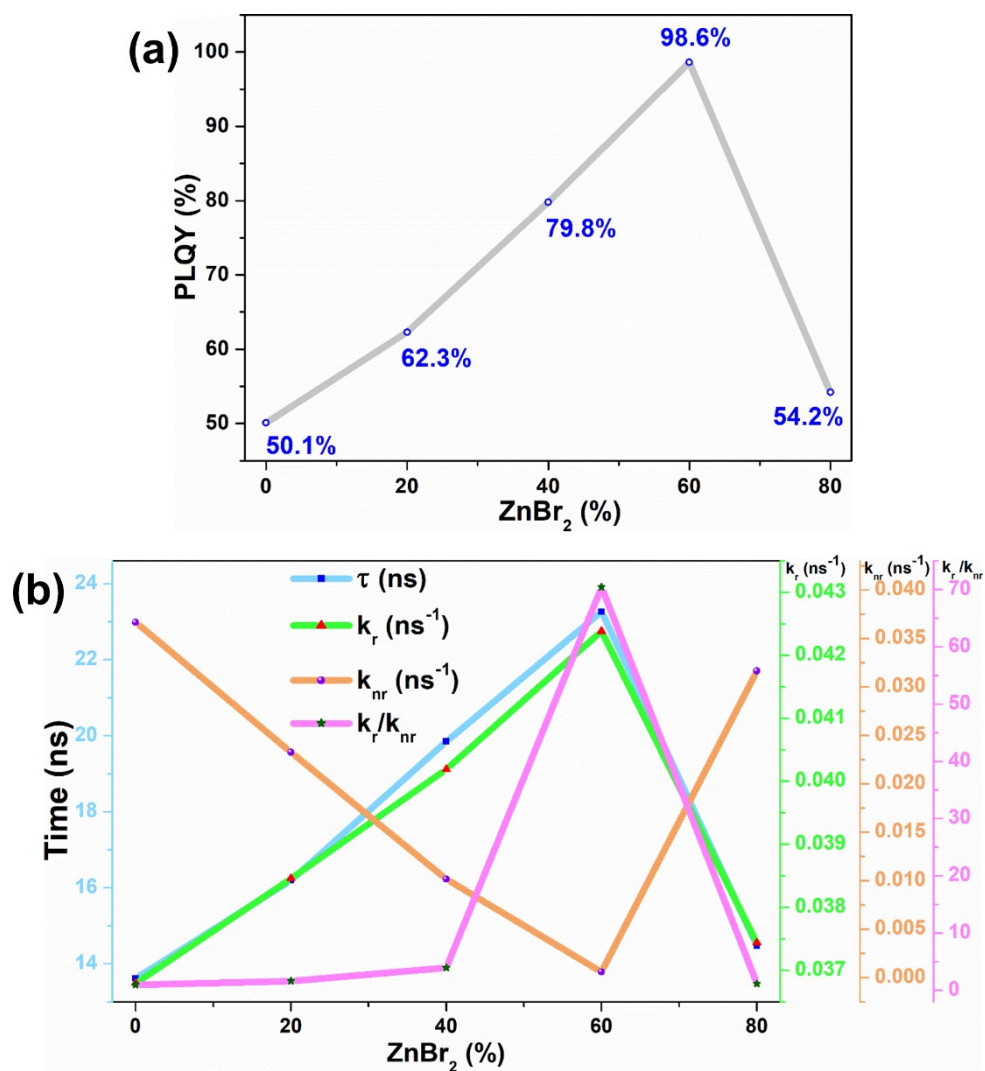 (a)
PLQY (%)
100
90
80
70
60
50
98.6%
79.8%
62.3%
54.2%
50.1%
0 20 40 60 80
ZnBr₂ (%)
(b)
Time (ns)
24
22
20
18
16
14
τ (ns)
kᵣ (ns⁻¹)
kₙᵣ (ns⁻¹)
kᵣ/kₙᵣ
kᵣ (ns⁻¹)
0.043
0.042
0.041
0.040
0.039
0.038
0.037
kₙᵣ (ns⁻¹)
0.040
0.035
0.030
0.025
0.020
0.015
0.010
0.005
0.000
kᵣ/kₙᵣ
70
60
50
40
30
20
10
0
0 20 40 60 80
ZnBr₂ (%)